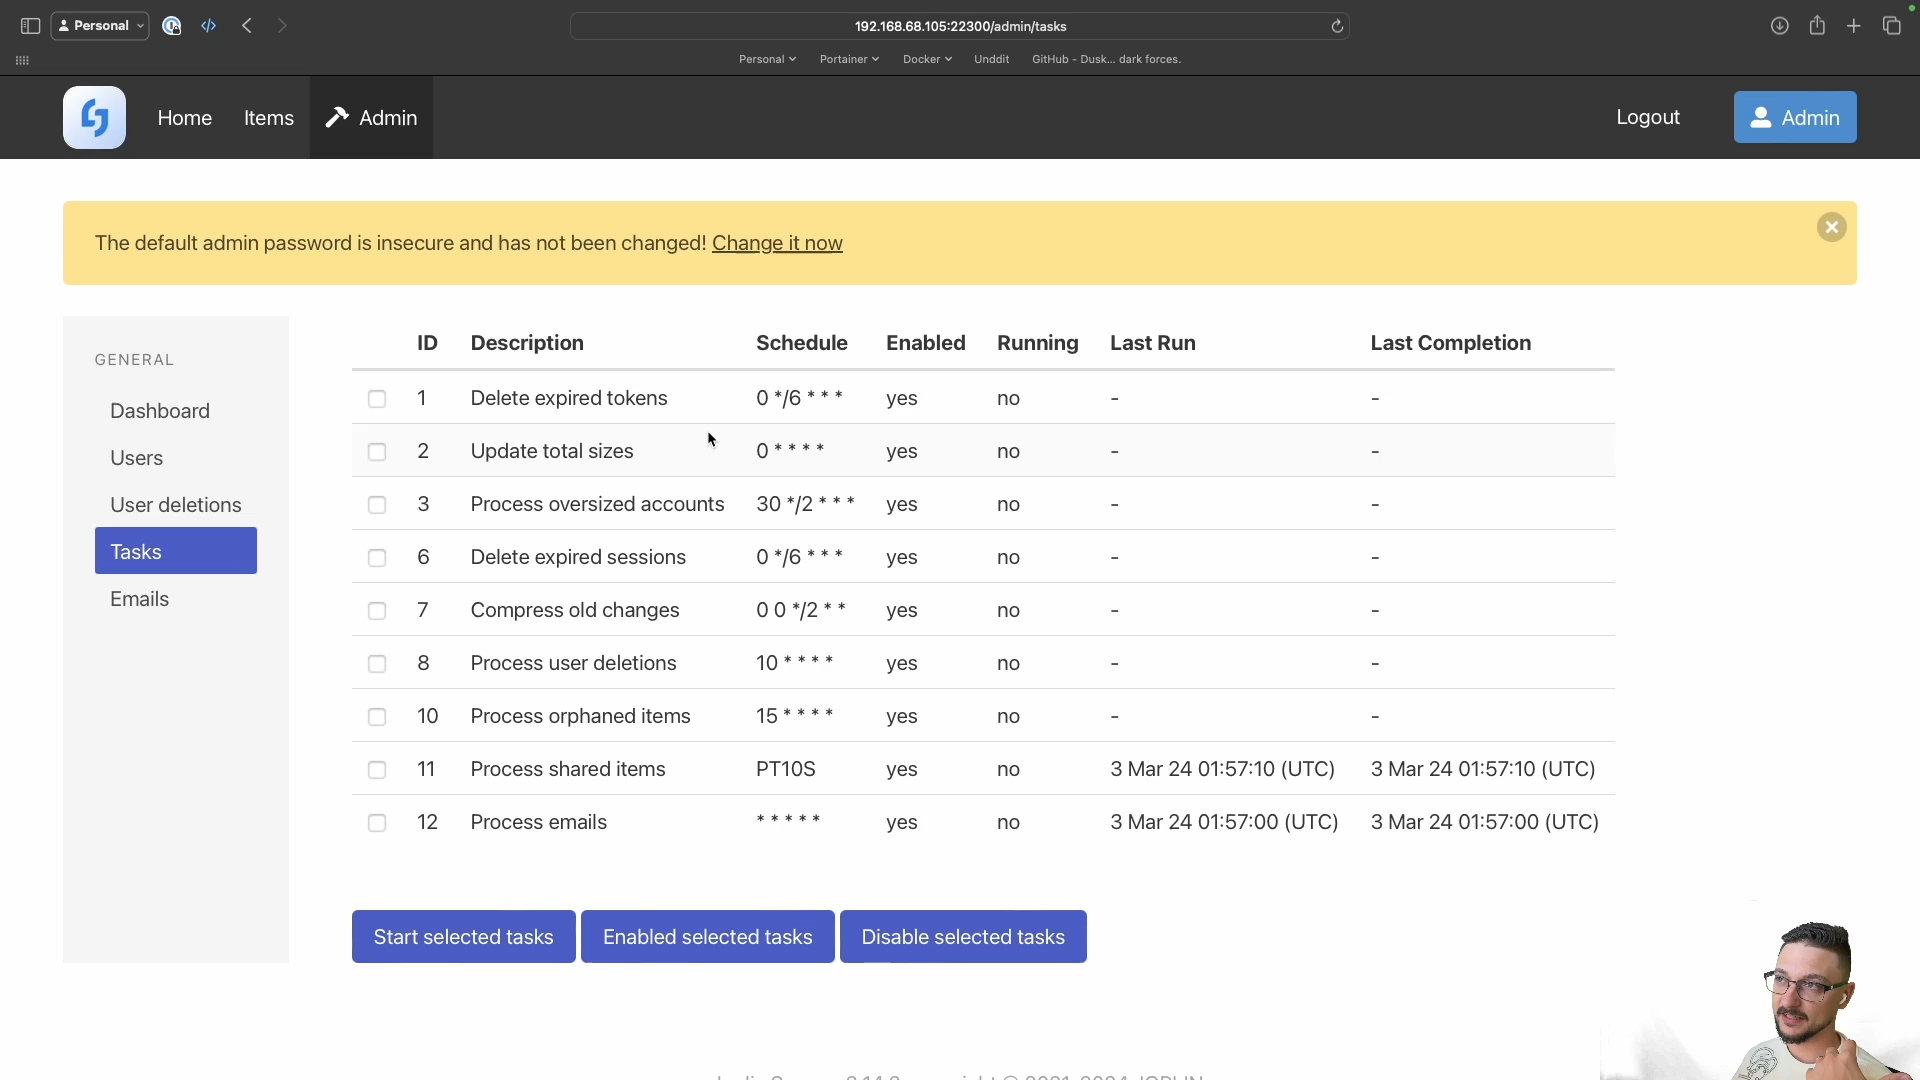 Personal
192.168.68.105:22300/admin/tasks
Personal Portainer Docker Unddit GitHub - Dusk... dark forces.
Home Items Admin Logout Admin
The default admin password is insecure and has not been changed! Change it now
GENERAL
Dashboard
Users
User deletions
Tasks
Emails
ID Description Schedule Enabled Running Last Run Last Completion
1 Delete expired tokens 0 */6 * * * yes no - -
2 Update total sizes 0 * * * * yes no - -
3 Process oversized accounts 30 */2 * * * yes no - -
6 Delete expired sessions 0 */6 * * * yes no - -
7 Compress old changes 0 0 */2 * * yes no - -
8 Process user deletions 10 * * * * yes no - -
10 Process orphaned items 15 * * * * yes no - -
11 Process shared items PT10S yes no 3 Mar 24 01:57:10 (UTC) 3 Mar 24 01:57:10 (UTC)
12 Process emails * * * * * yes no 3 Mar 24 01:57:00 (UTC) 3 Mar 24 01:57:00 (UTC)
Start selected tasks Enabled selected tasks Disable selected tasks